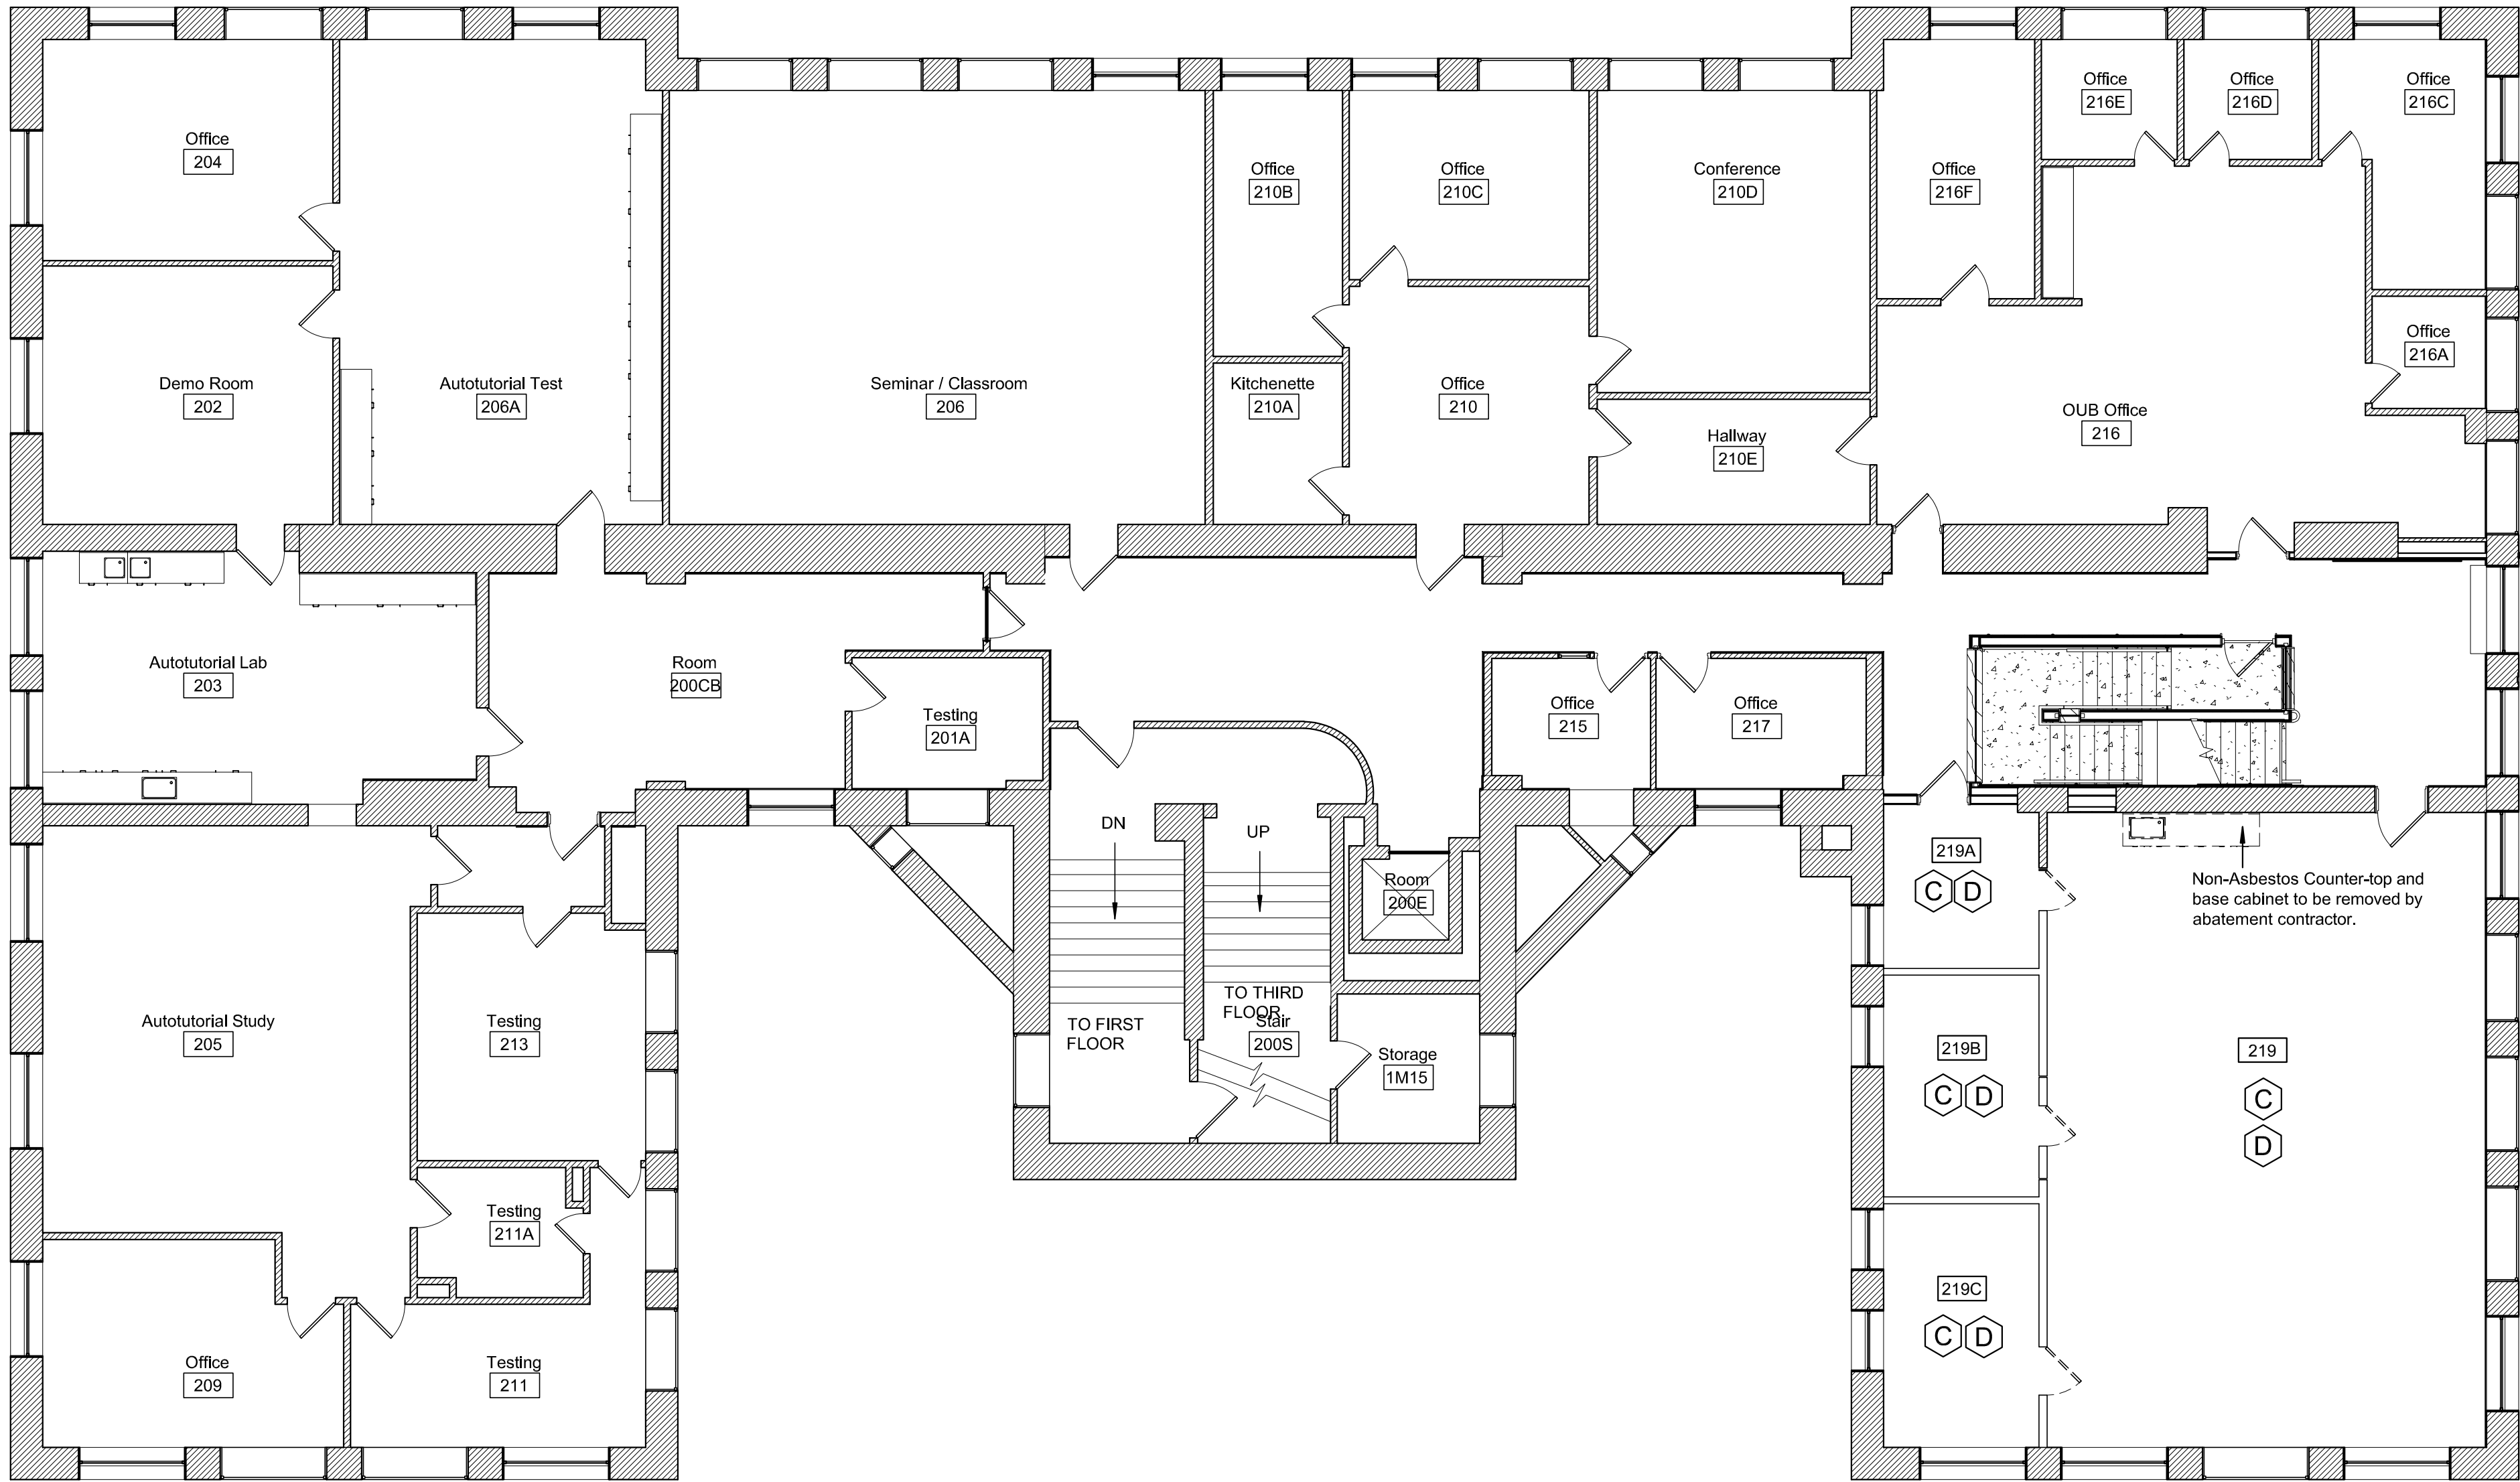 Office
204
Demo Room
202
Autotutorial Test
206A
Seminar / Classroom
206
Office
210B
Kitchenette
210A
Office
210C
Office
210
Conference
210D
Hallway
210E
Office
216F
Office
216E
Office
216D
Office
216C
Office
216A
OUB Office
216
Autotutorial Lab
203
Room
200CB
Testing
201A
Office
215
Office
217
DN
UP
Room
200E
TO FIRST
FLOOR
TO THIRD
FLOOR
Stair
200S
Storage
1M15
Autotutorial Study
205
Testing
213
Testing
211A
Office
209
Testing
211
219A
C D
219B
C D
219C
C D
Non-Asbestos Counter-top and
base cabinet to be removed by
abatement contractor.
219
C
D